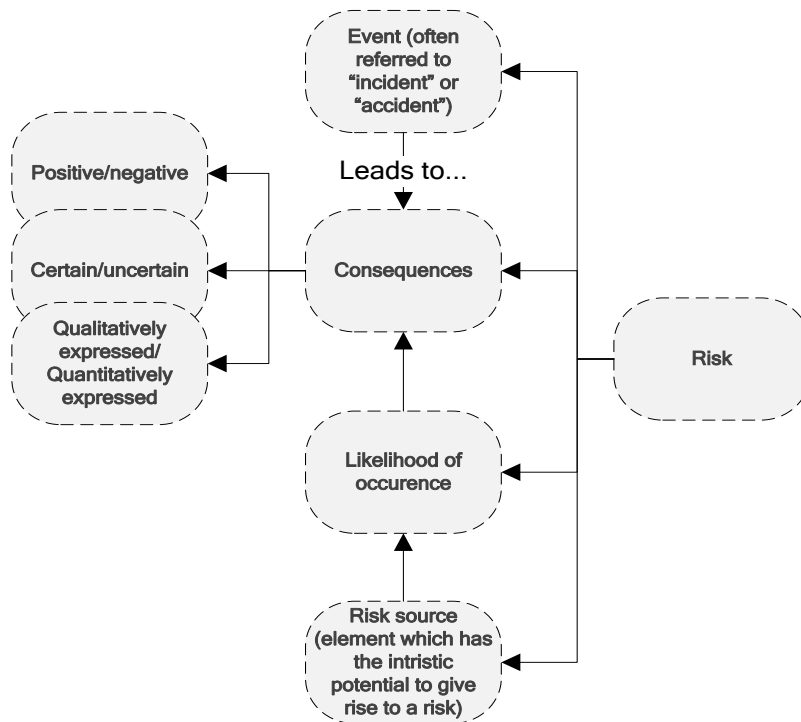 Event (often
referred to
“incident” or
“accident”)
Leads to...
Positive/negative
Certain/uncertain
Consequences
Qualitatively
expressed/
Quantitatively
expressed
Risk
Likelihood of
occurence
Risk source
(element which has
the intristic
potential to give
rise to a risk)